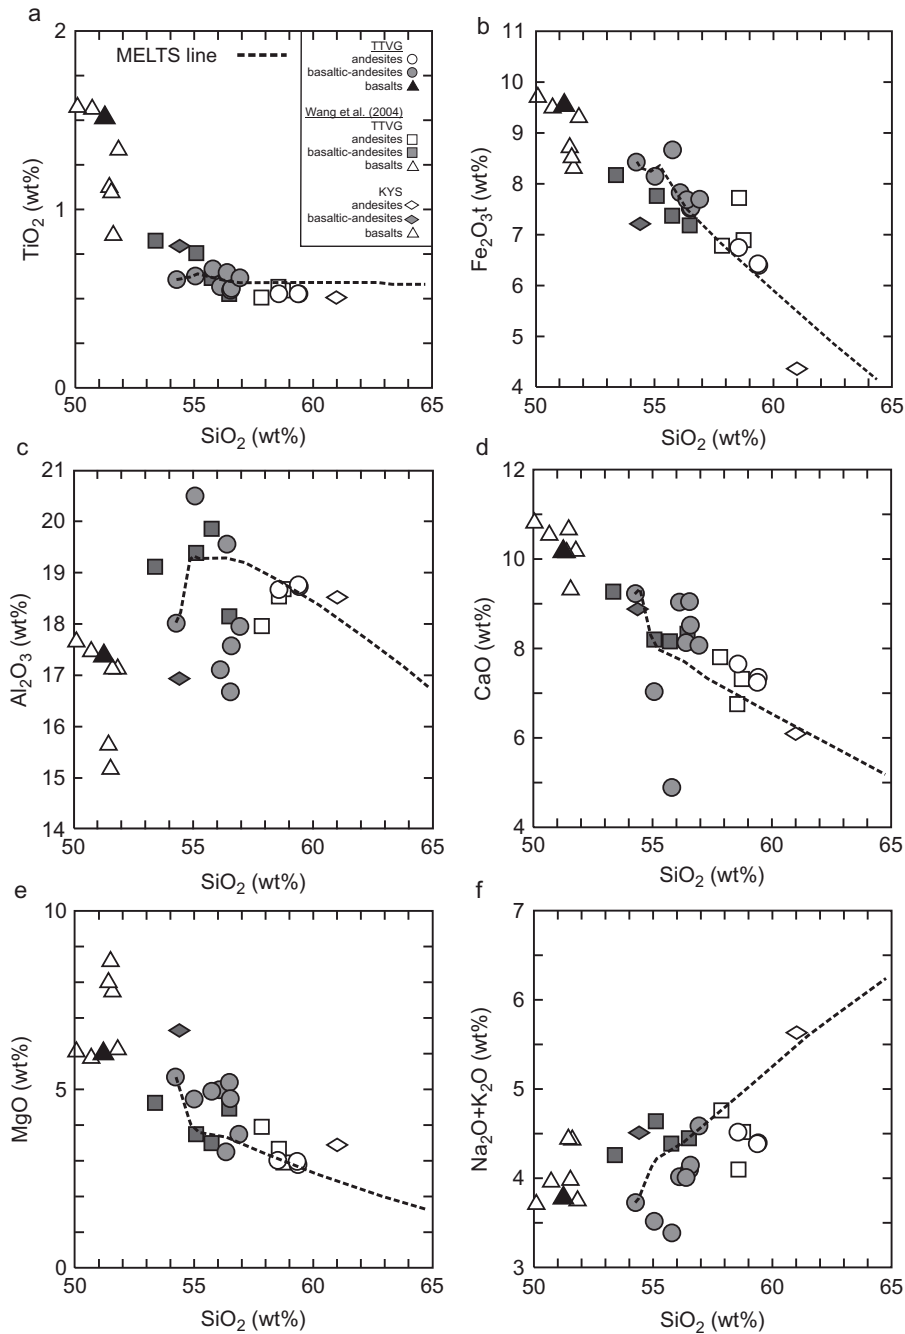 a
2
1
0
TiO2 (wt%)
50
55
60
65
SiO2 (wt%)
MELTS line
TTVG
andesites
basaltic-andesites
basalts
Wang et al. (2004)
TTVG
andesites
basaltic-andesites
basalts
KYS
andesites
basaltic-andesites
basalts
b
11
10
9
8
7
6
5
4
Fe2O3t (wt%)
50
55
60
65
SiO2 (wt%)
c
21
20
19
18
17
16
15
14
Al2O3 (wt%)
50
55
60
65
SiO2 (wt%)
d
12
10
8
6
4
CaO (wt%)
50
55
60
65
SiO2 (wt%)
e
10
5
0
MgO (wt%)
50
55
60
65
SiO2 (wt%)
f
7
6
5
4
3
Na2O+K2O (wt%)
50
55
60
65
SiO2 (wt%)